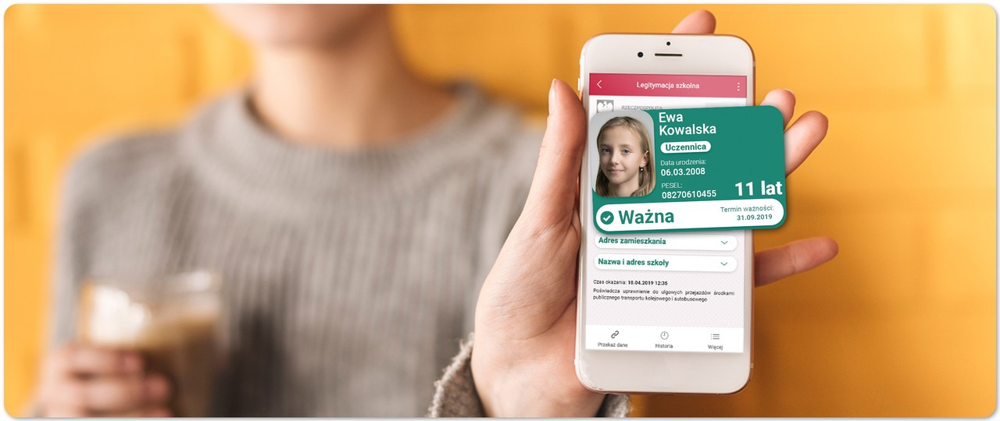 Legitymacja szkolna
RZECZPOSPOLITA
Ewa
Kowalska
Uczennica
Data urodzenia:
06.03.2008
PESEL:
08270610455
11 lat
Ważna
Termin ważności:
31.09.2019
Adres zamieszkania
Nazwa i adres szkoły
Czas okazania: 18.04.2019 12:35
Poświadcza uprawnienie do ulgowych przejazdów środkami
publicznego transportu kolejowego i autobusowego
Przekaż dane
Historia
Więcej